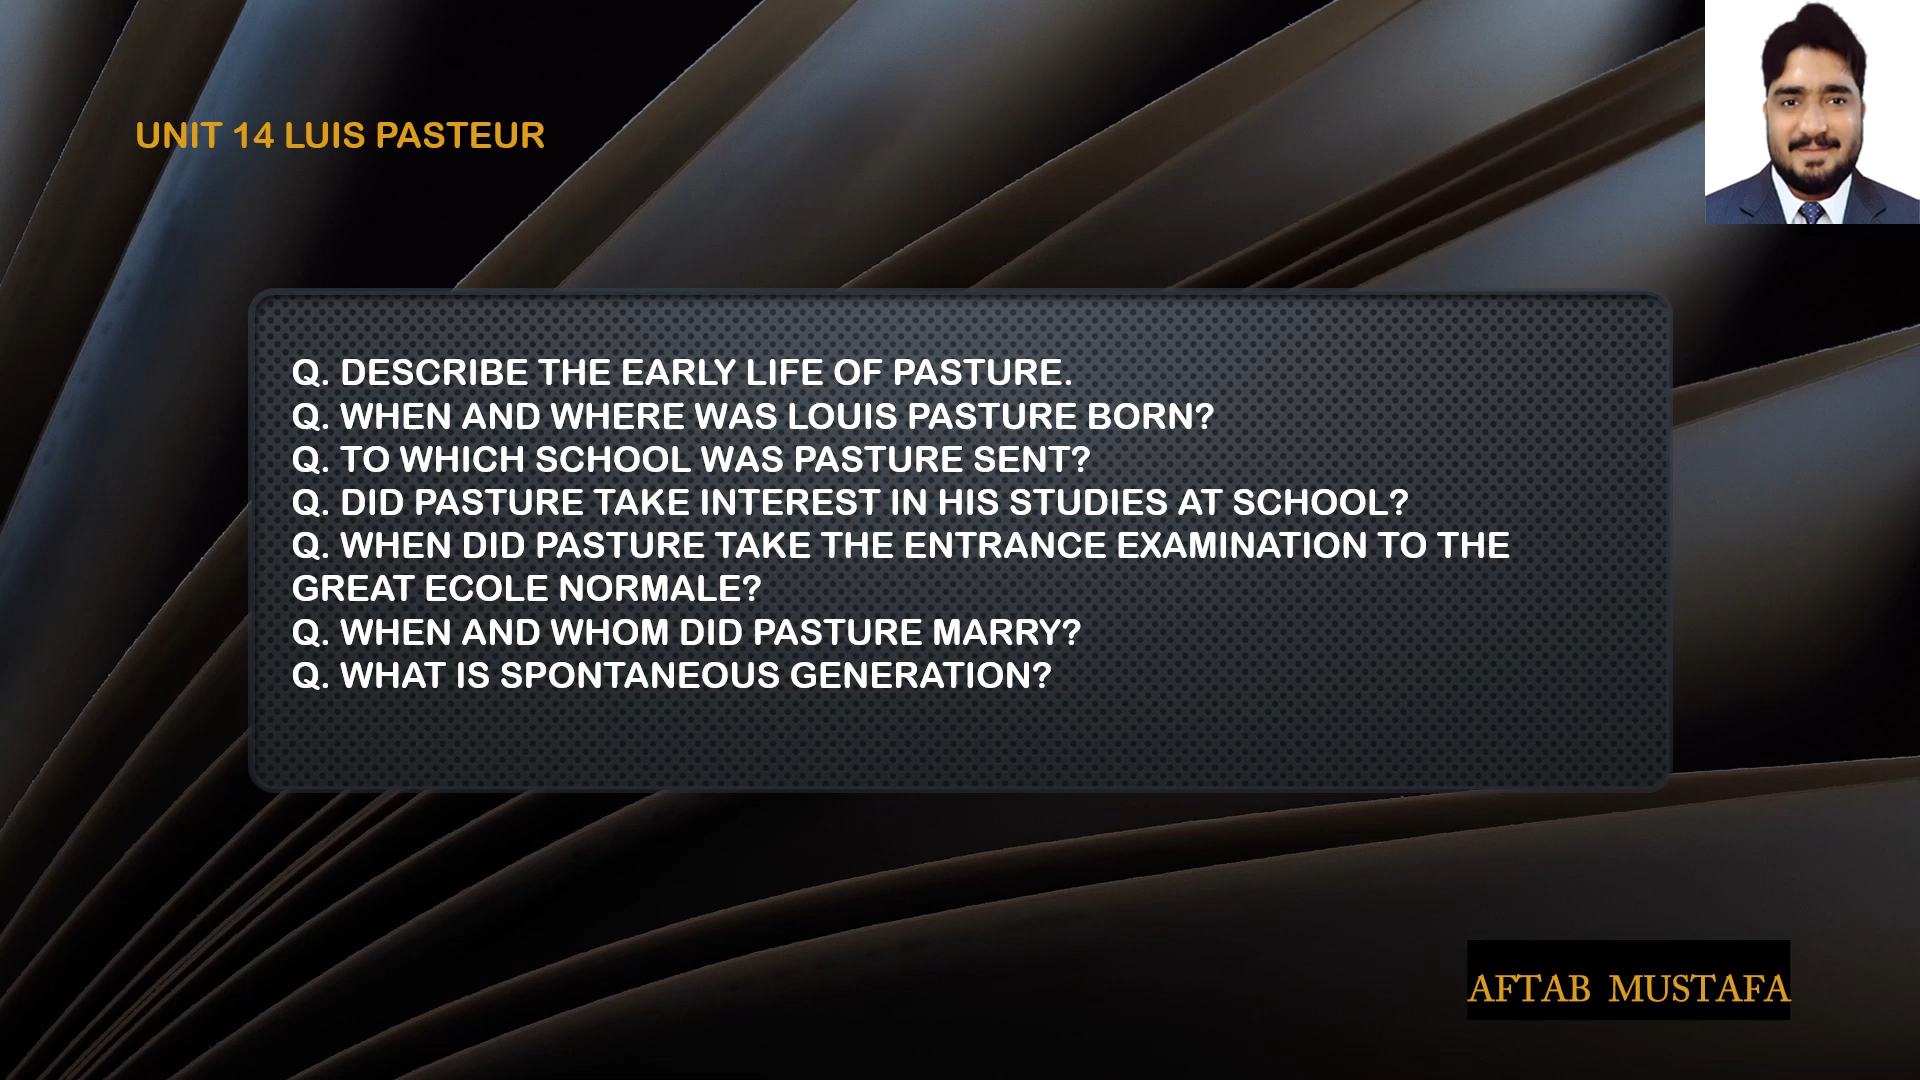 UNIT 14 LUIS PASTEUR
Q. DESCRIBE THE EARLY LIFE OF PASTURE.
Q. WHEN AND WHERE WAS LOUIS PASTURE BORN?
Q. TO WHICH SCHOOL WAS PASTURE SENT?
Q. DID PASTURE TAKE INTEREST IN HIS STUDIES AT SCHOOL?
Q. WHEN DID PASTURE TAKE THE ENTRANCE EXAMINATION TO THE
GREAT ECOLE NORMALE?
Q. WHEN AND WHOM DID PASTURE MARRY?
Q. WHAT IS SPONTANEOUS GENERATION?
AFTAB MUSTAFA